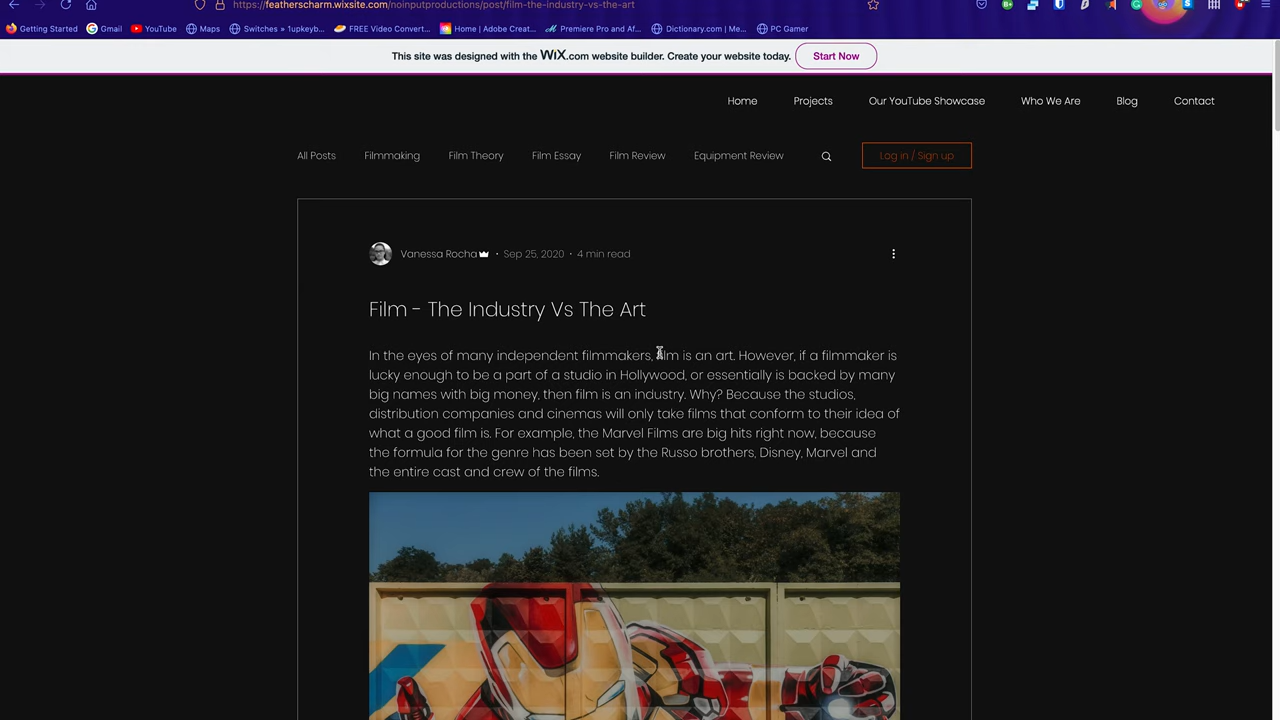 https://featherscharm.wixsite.com/noinputproductions/post/film-the-industry-vs-the-art
Getting Started Gmail YouTube Maps Switches » 1upkeyb... FREE Video Convert... Home | Adobe Creat... Premiere Pro and Af... Dictionary.com | Me... PC Gamer
This site was designed with the WiX.com website builder. Create your website today. Start Now
Home Projects Our YouTube Showcase Who We Are Blog Contact
All Posts Filmmaking Film Theory Film Essay Film Review Equipment Review Log in / Sign up
Vanessa Rocha · Sep 25, 2020 · 4 min read
Film - The Industry Vs The Art
In the eyes of many independent filmmakers, film is an art. However, if a filmmaker is
lucky enough to be a part of a studio in Hollywood, or essentially is backed by many
big names with big money, then film is an industry. Why? Because the studios,
distribution companies and cinemas will only take films that conform to their idea of
what a good film is. For example, the Marvel Films are big hits right now, because
the formula for the genre has been set by the Russo brothers, Disney, Marvel and
the entire cast and crew of the films.